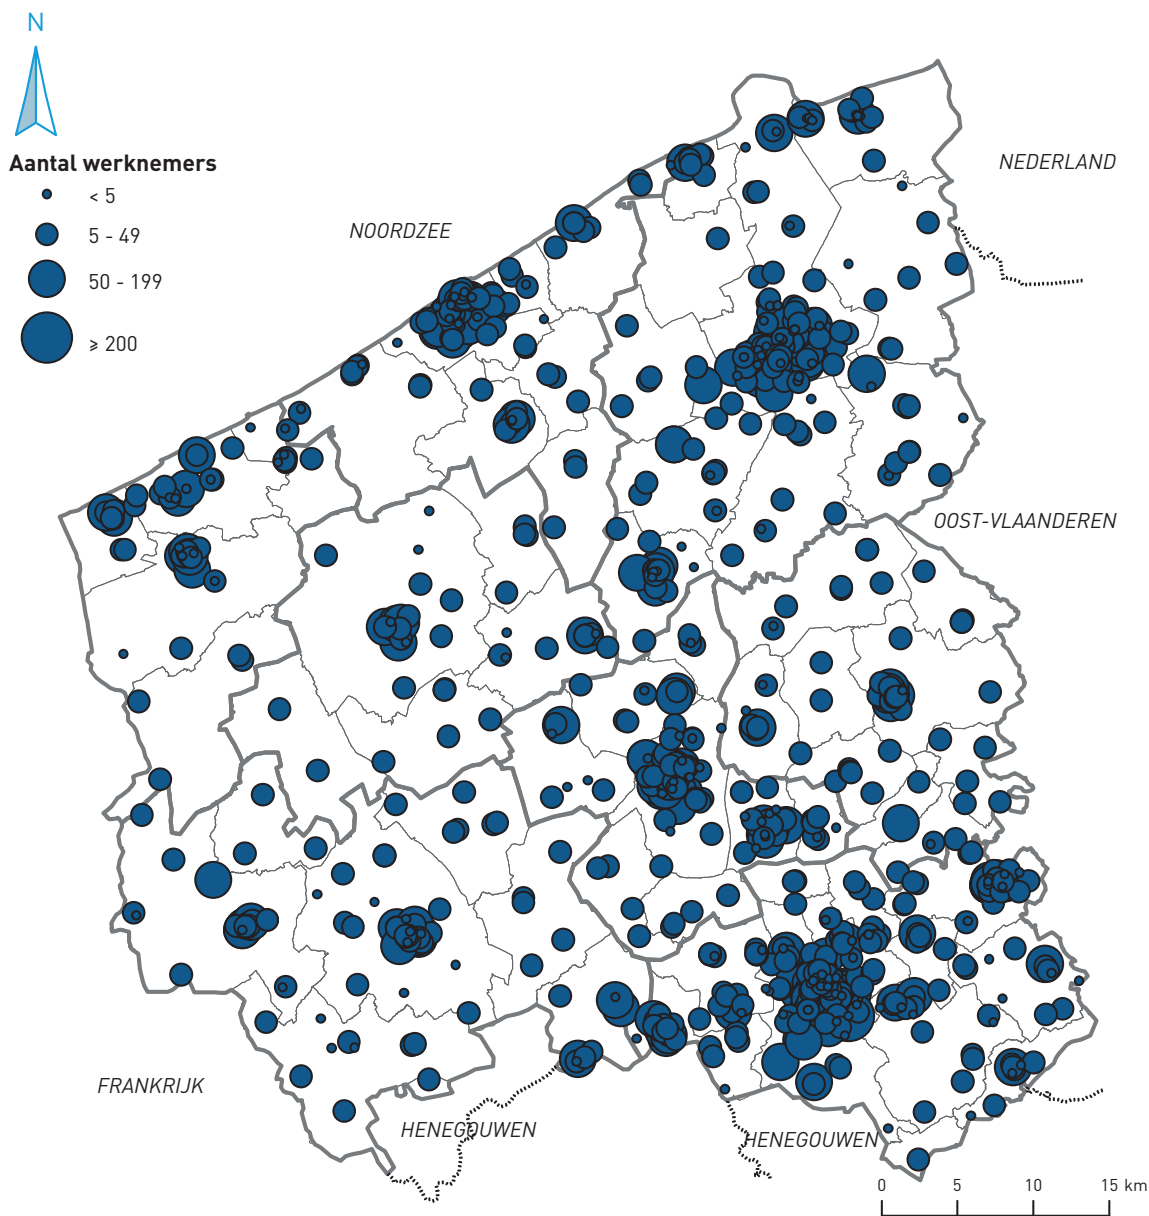 N
Aantal werknemers
< 5
5 - 49
50 - 199
⩾ 200
NOORDZEE
NEDERLAND
OOST-VLAANDEREN
FRANKRIJK
HENEGOUWEN
HENEGOUWEN
0 5 10 15 km